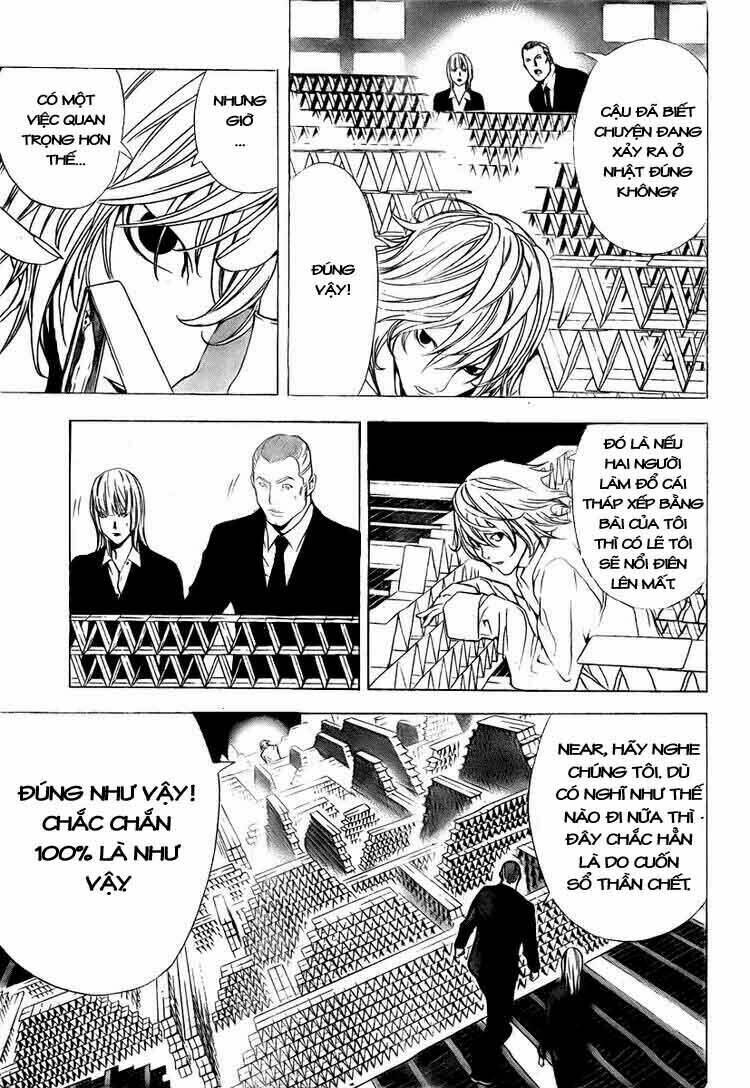 CẬU ĐÃ BIẾT
CHUYỆN ĐANG
XẢY RA Ở
NHẬT ĐÚNG
KHÔNG?
ĐÚNG
VẬY!
NHƯNG
GIỜ
...
CÓ MỘT
VIỆC QUAN
TRỌNG HƠN
THẾ...
ĐÓ LÀ NẾU
HAI NGƯỜI
LÀM ĐỔ CÁI
THÁP XẾP BẰNG
BÀI CỦA TÔI
THÌ CÓ LẼ TÔI
SẼ NỔI ĐIÊN
LÊN MẤT.
NEAR, HÃY NGHE
CHÚNG TÔI. DÙ
CÓ NGHĨ NHƯ THẾ
NÀO ĐI NỮA THÌ -
ĐÂY CHẮC HẲN
LÀ DO CUỐN
SỔ THẦN CHẾT.
ĐÚNG NHƯ VẬY!
CHẮC CHẮN
100% LÀ NHƯ
VẬY.